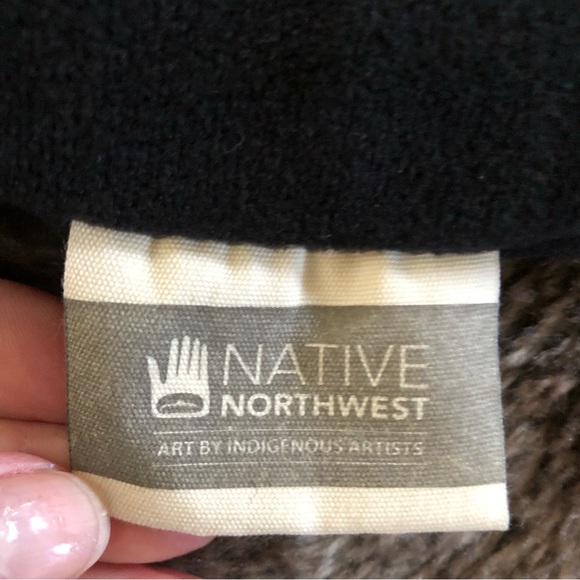 NATIVE
NORTHWEST
ART BY INDIGENOUS ARTISTS